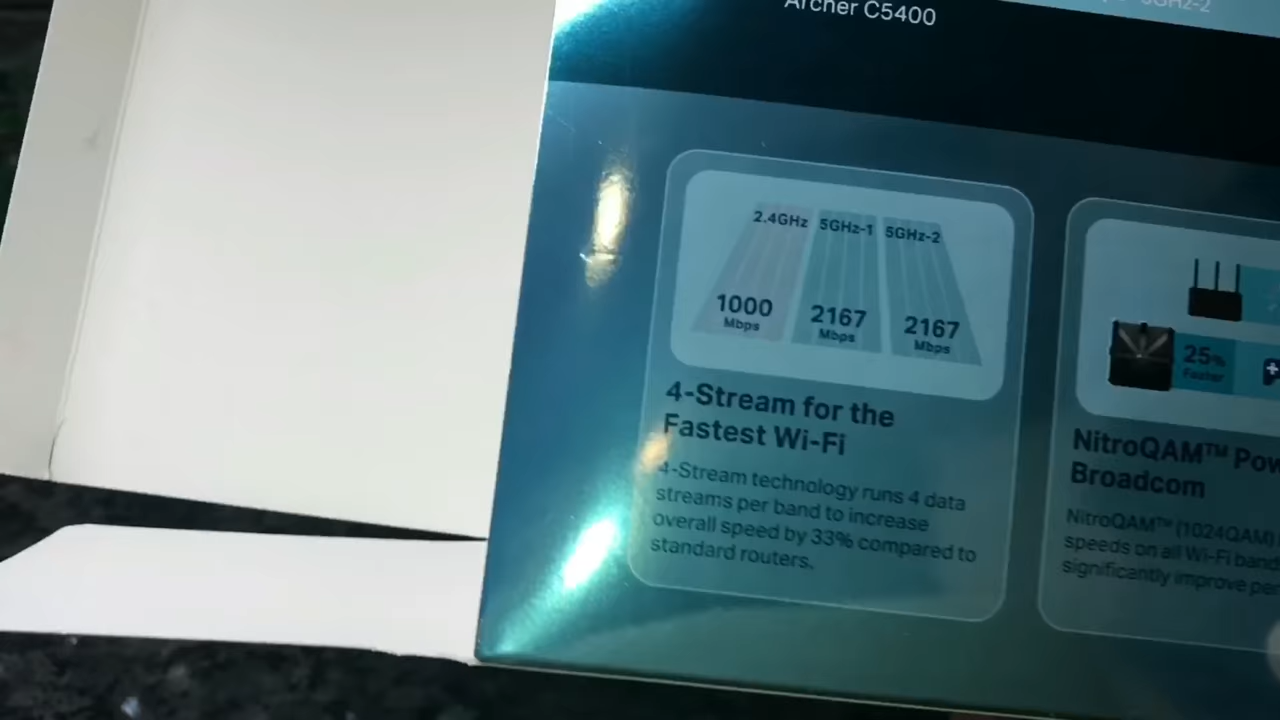 5GHz-2
Archer C5400
2.4GHz 5GHz-1 5GHz-2
1000 2167 2167
Mbps Mbps Mbps
4-Stream for the
Fastest Wi-Fi
4-Stream technology runs 4 data
streams per band to increase
overall speed by 33% compared to
standard routers.
25%
Faster
NitroQAM™ Pow
Broadcom
NitroQAM™ (1024QAM)
speeds on all Wi-Fi band
significantly improve per